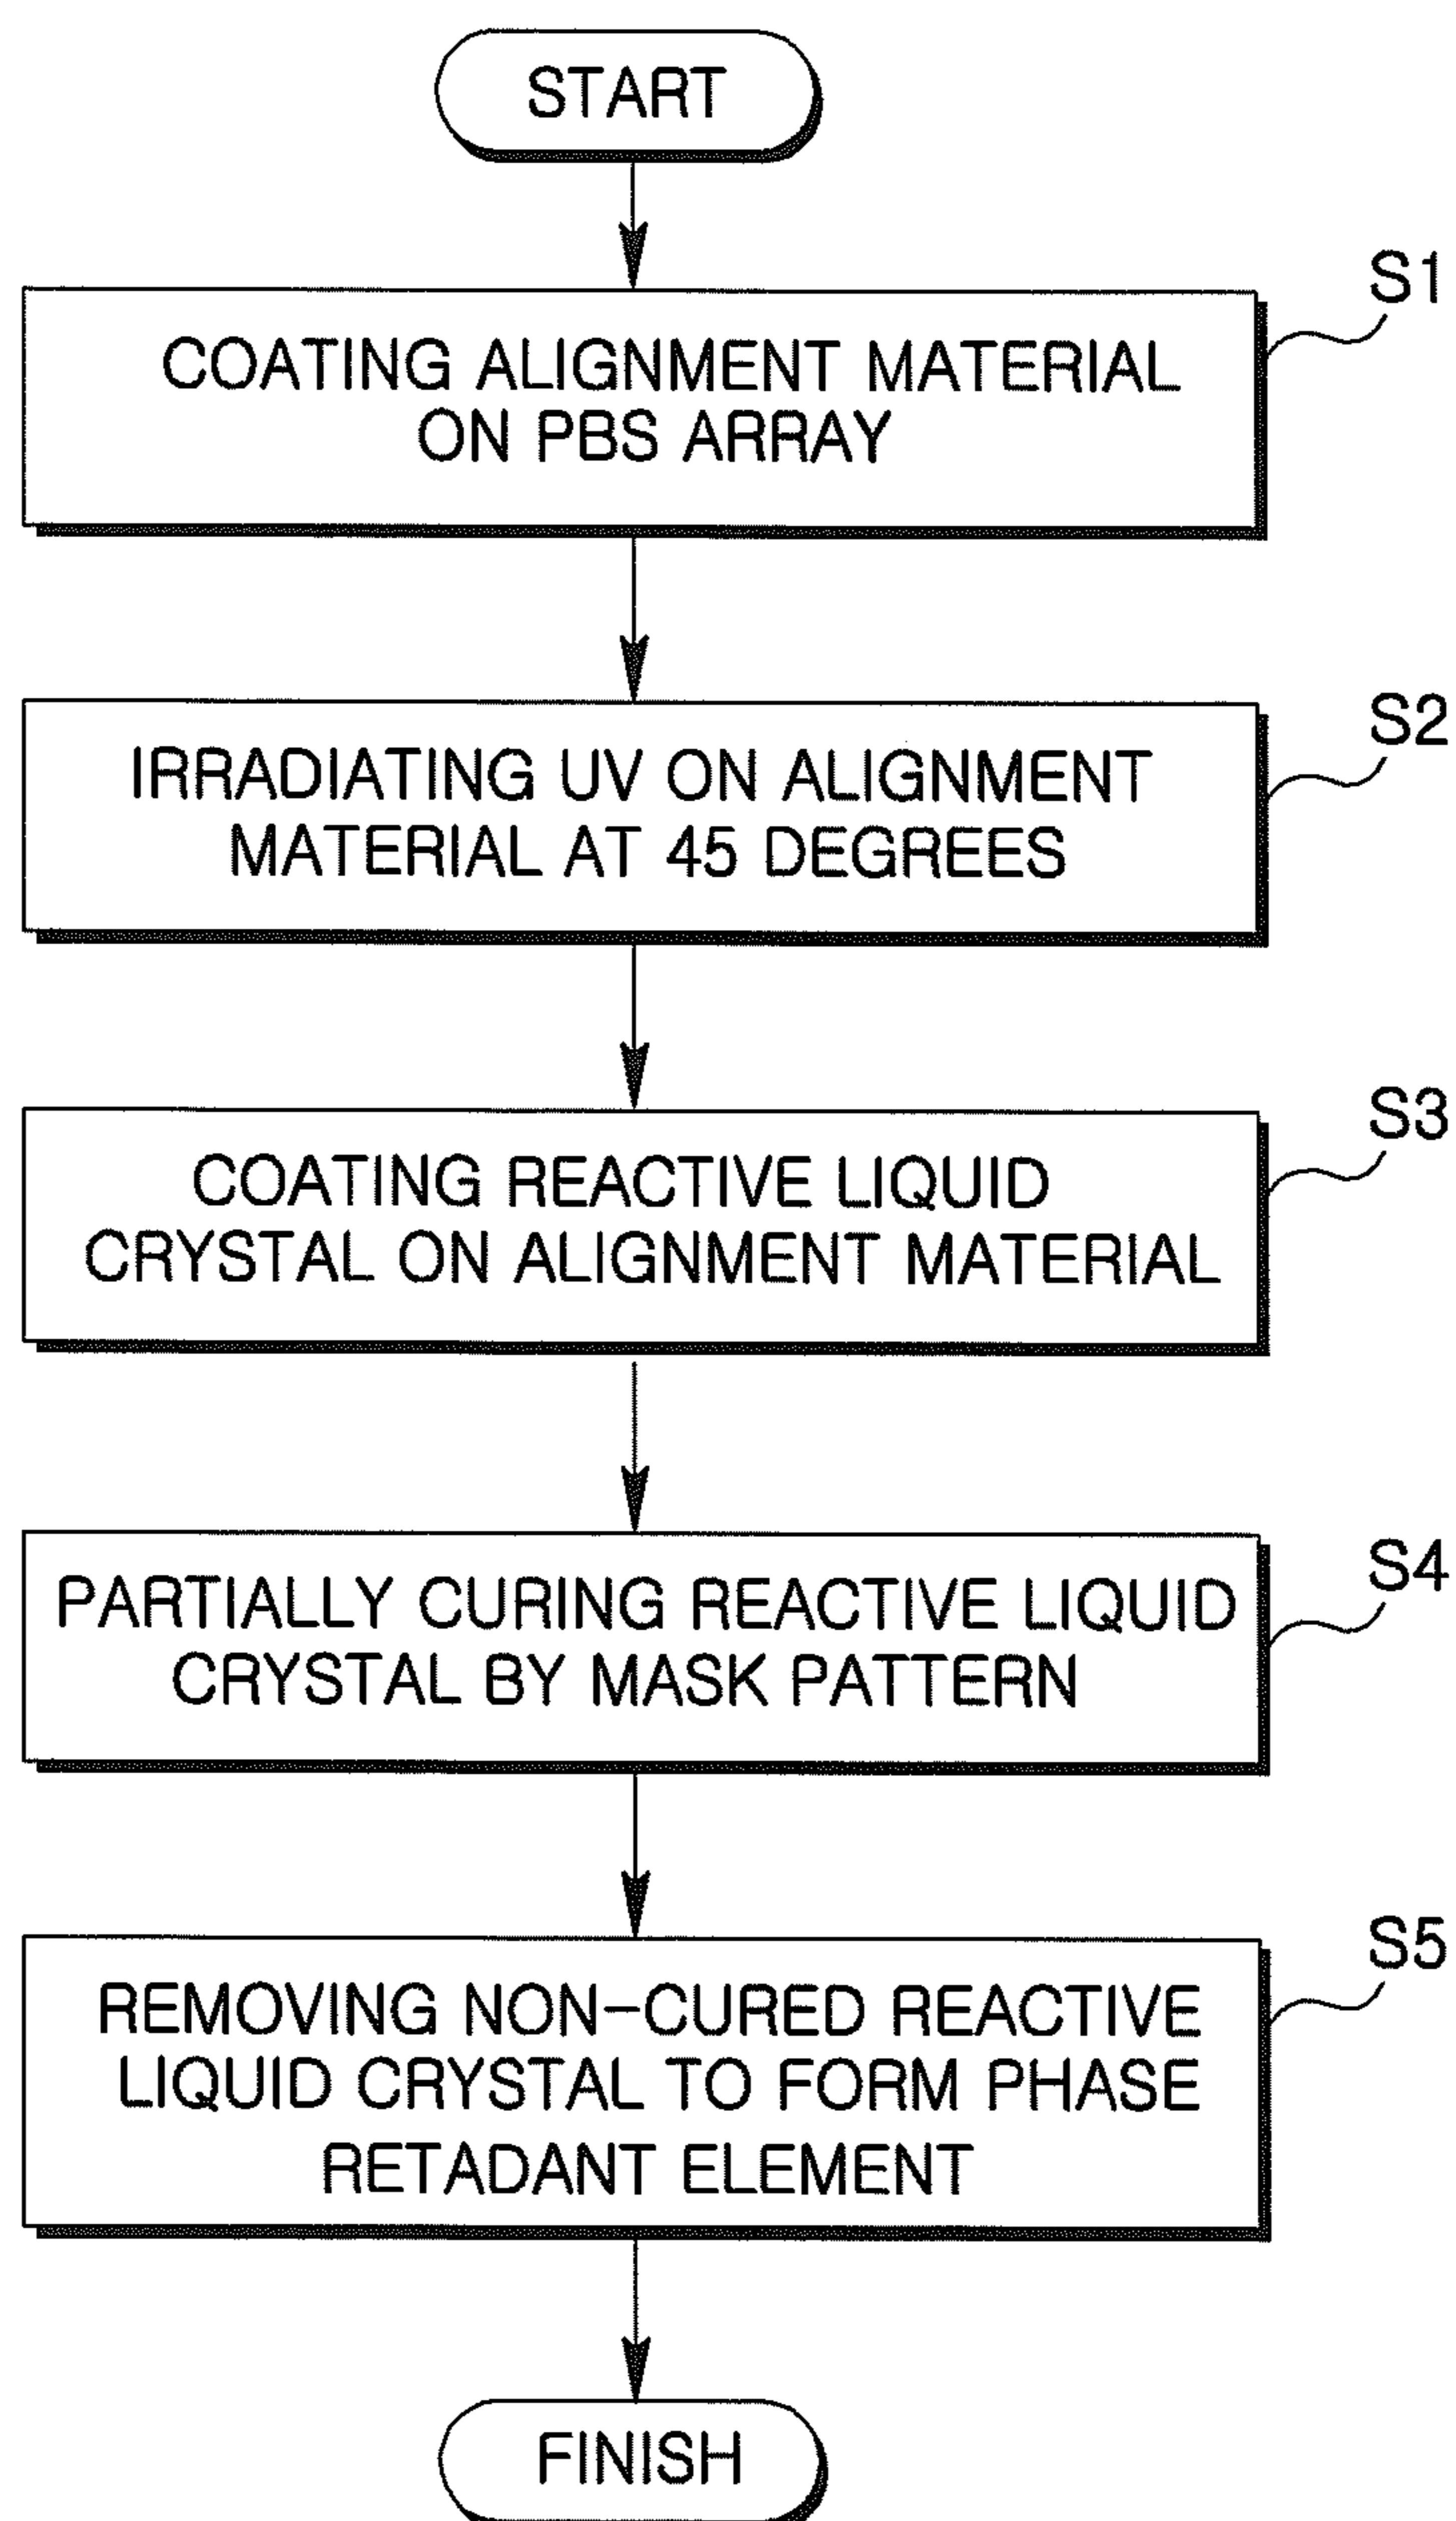 START
S1
COATING ALIGNMENT MATERIAL
ON PBS ARRAY
S2
IRRADIATING UV ON ALIGNMENT
MATERIAL AT 45 DEGREES
S3
COATING REACTIVE LIQUID
CRYSTAL ON ALIGNMENT MATERIAL
S4
PARTIALLY CURING REACTIVE LIQUID
CRYSTAL BY MASK PATTERN
S5
REMOVING NON-CURED REACTIVE
LIQUID CRYSTAL TO FORM PHASE
RETADANT ELEMENT
FINISH